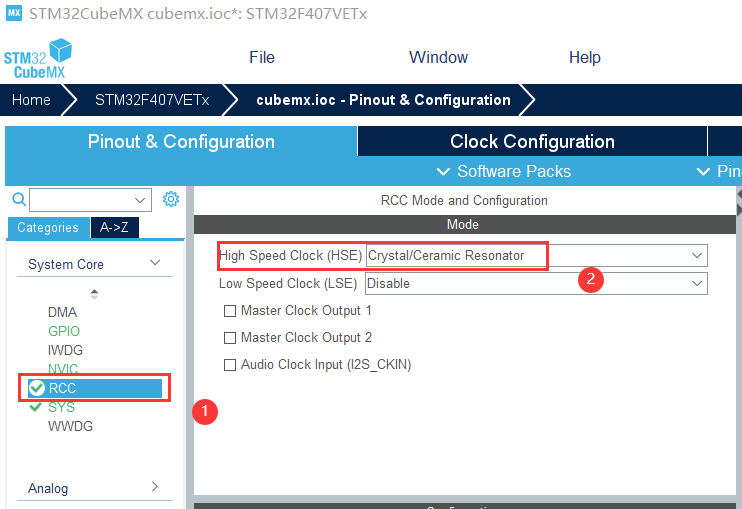 MX STM32CubeMX cubemx.ioc*: STM32F407VETx
STM32
CubeMX
File Window Help
Home STM32F407VETx cubemx.ioc - Pinout & Configuration
Pinout & Configuration Clock Configuration
Software Packs Pin
RCC Mode and Configuration
Categories A->Z
Mode
System Core
High Speed Clock (HSE) Crystal/Ceramic Resonator
Low Speed Clock (LSE) Disable
2
Master Clock Output 1
Master Clock Output 2
Audio Clock Input (I2S_CKIN)
DMA
GPIO
IWDG
NVIC
RCC
SYS
WWDG
1
Analog